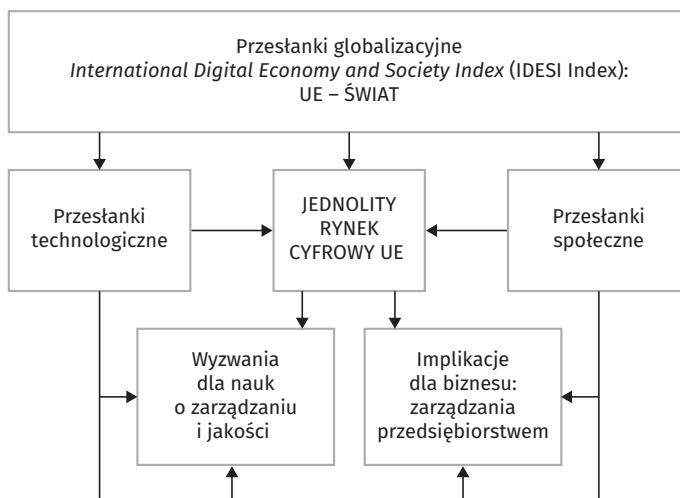 Przesłanki globalizacyjne
International Digital Economy and Society Index (IDESI Index):
UE – ŚWIAT
Przesłanki
technologiczne
JEDNOLITY
RYNEK
CYFROWY UE
Przesłanki
społeczne
Wyzwania
dla nauk
o zarządzaniu
i jakości
Implikacje
dla biznesu:
zarządzania
przedsiębiorstwem